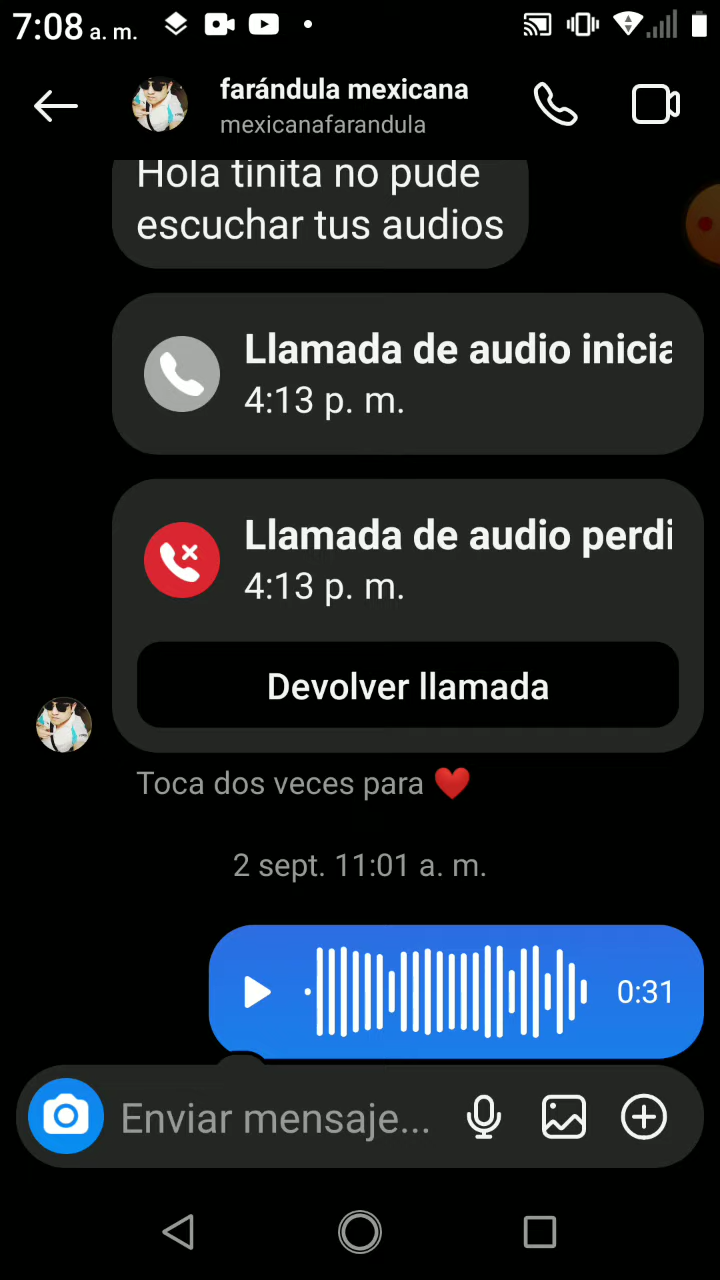 7:08 a. m.
farándula mexicana
mexicanafarandula
Hola tinita no pude
escuchar tus audios
Llamada de audio inicia
4:13 p. m.
Llamada de audio perdi
4:13 p. m.
Devolver llamada
Toca dos veces para ❤️
2 sept. 11:01 a. m.
0:31
Enviar mensaje...